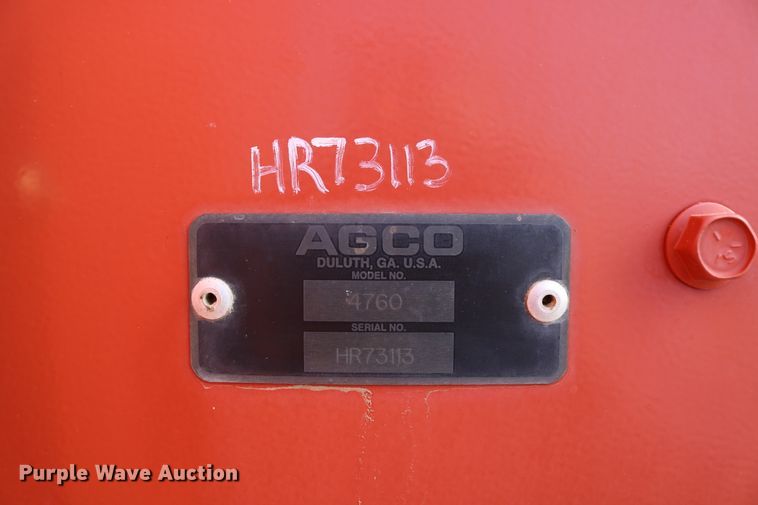 HR73113
AGCO
DULUTH, GA. U.S.A.
MODEL NO.
4760
SERIAL NO.
HR73113
Purple Wave Auction